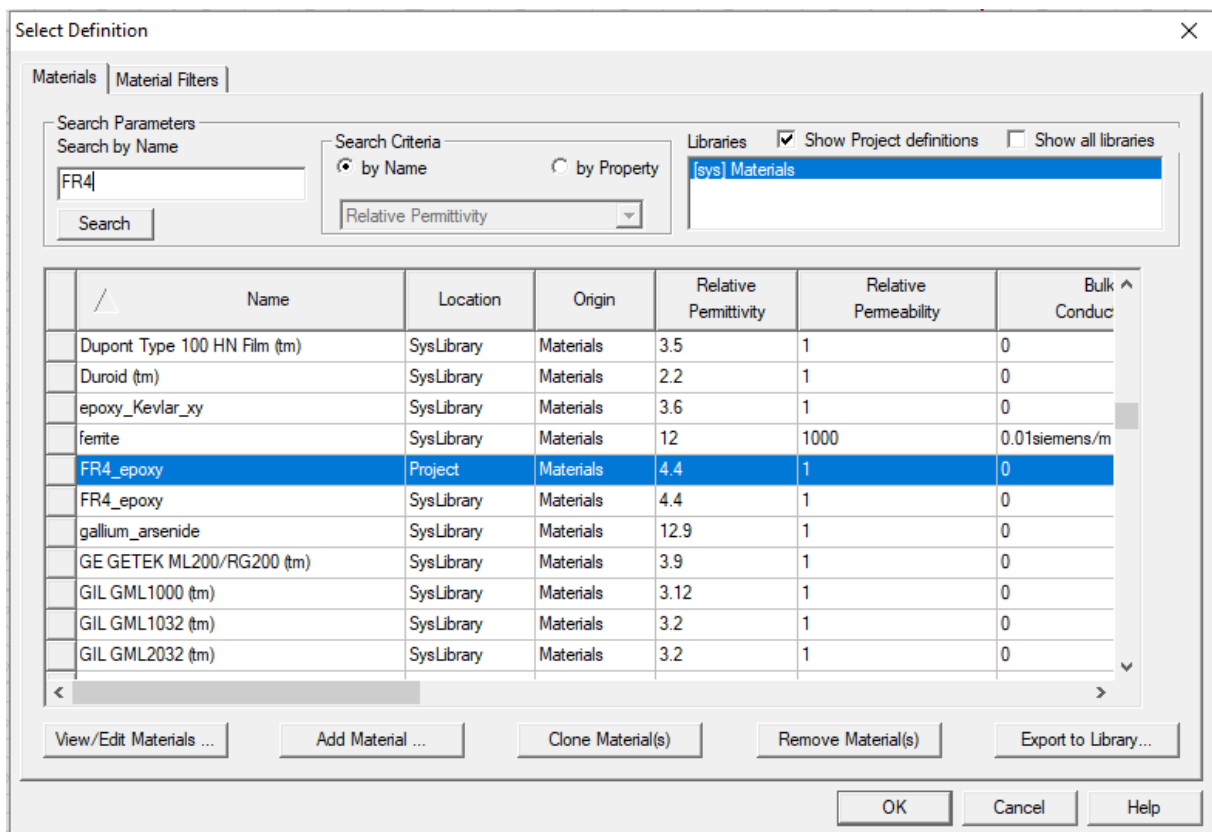 Select Definition
Materials Material Filters
Search Parameters
Search by Name
FR4
Search
Search Criteria
by Name by Property
Relative Permittivity
Libraries Show Project definitions Show all libraries
[sys] Materials
Name Location Origin Relative Permittivity Relative Permeability Bulk Conduct
Dupont Type 100 HN Film (tm) SysLibrary Materials 3.5 1 0
Duroid (tm) SysLibrary Materials 2.2 1 0
epoxy_Kevlar_xy SysLibrary Materials 3.6 1 0
ferrite SysLibrary Materials 12 1000 0.01siemens/m
FR4_epoxy Project Materials 4.4 1 0
FR4_epoxy SysLibrary Materials 4.4 1 0
gallium_arsenide SysLibrary Materials 12.9 1 0
GE GETEK ML200/RG200 (tm) SysLibrary Materials 3.9 1 0
GIL GML1000 (tm) SysLibrary Materials 3.12 1 0
GIL GML1032 (tm) SysLibrary Materials 3.2 1 0
GIL GML2032 (tm) SysLibrary Materials 3.2 1 0
View/Edit Materials ... Add Material ... Clone Material(s) Remove Material(s) Export to Library...
OK Cancel Help